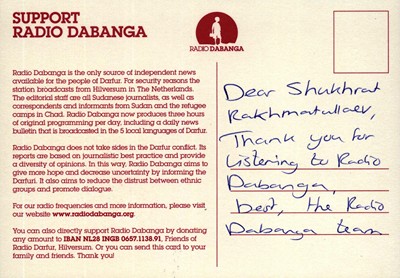 SUPPORT
RADIO DABANGA
RADIO DABANGA
Radio Dabanga is the only source of independent news
available for the people of Darfur. For security reasons the
station broadcasts from Hilversum in The Netherlands.
The editorial staff are all Sudanese journalists, as well as
correspondents and informants from Sudan and the refugee
camps in Chad. Radio Dabanga now produces three hours
of original programming per day, including a daily news
bulletin that is broadcasted in the 5 local languages of Darfur.
Radio Dabanga does not take sides in the Darfur conflict. Its
reports are based on journalistic best practice and provide
a diversity of opinions. In this way, Radio Dabanga aims to
give more hope and decrease uncertainty by informing the
Darfuri. It also aims to reduce the distrust between ethnic
groups and promote dialogue.
For our radio frequencies and more information, please visit
our website www.radiodabanga.org.
You can also directly support Radio Dabanga by donating
any amount to IBAN NL28 INGB 0657.1138.91, Friends of
Radio Darfur, Hilversum. Or you can send this card to your
family and friends. Thank you!
Dear Shukhrat
Rakhmatullaev,
Thank you for
Listening to Radio
Dabanga,
best, the Radio
Dabanga team